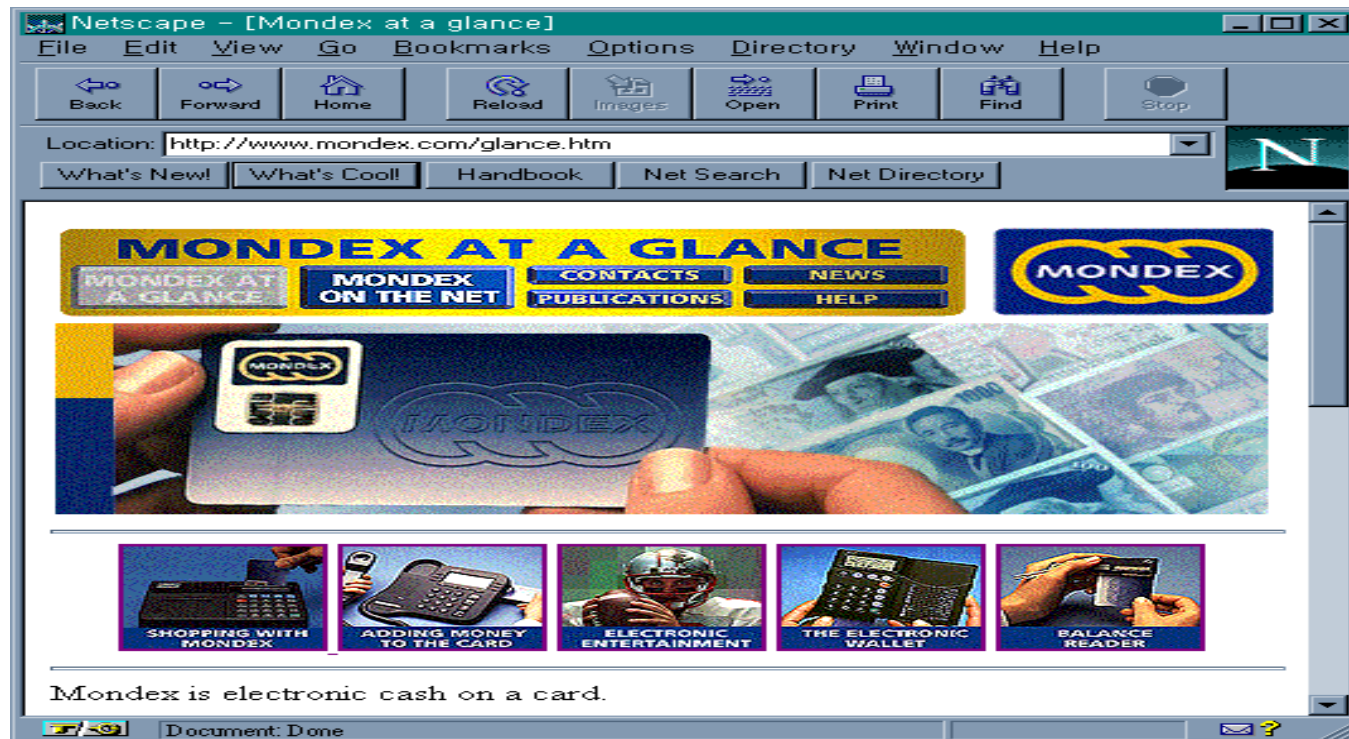 Netscape - [Mondex at a glance]
File Edit View Go Bookmarks Options Directory Window Help
Back Forward Home Reload Images Open Print Find Stop
Location: http://www.mondex.com/glance.htm
N
What's New! What's Cool! Handbook Net Search Net Directory
MONDEX AT A GLANCE
MONDEX AT A GLANCE
MONDEX ON THE NET
CONTACTS
NEWS
PUBLICATIONS
HELP
MONDEX
MONDEX
MONDEX
1000
100
SHOPPING WITH
MONDEX
ADDING MONEY
TO THE CARD
ELECTRONIC
ENTERTAINMENT
THE ELECTRONIC
WALLET
BALANCE
READER
Mondex is electronic cash on a card.
Document: Done
?